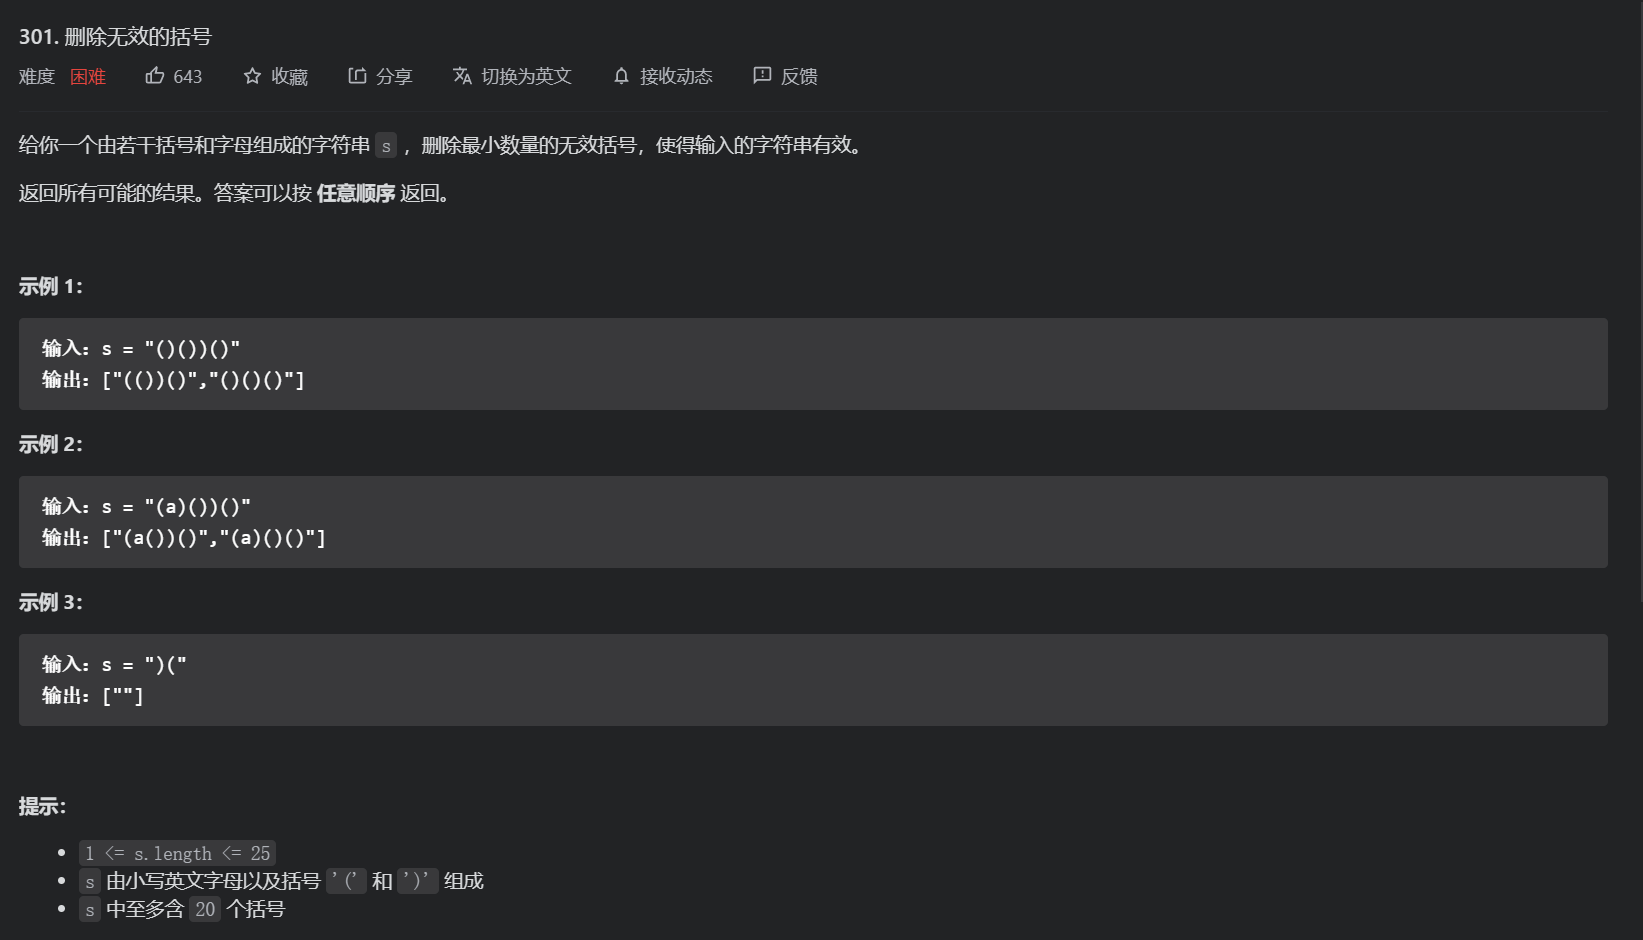 301. 删除无效的括号
难度 困难 643 收藏 分享 切换为英文 接收动态 反馈
给你一个由若干括号和字母组成的字符串 s ，删除最小数量的无效括号，使得输入的字符串有效。
返回所有可能的结果。答案可以按 任意顺序 返回。
示例 1：
输入：s = "()())()"
输出：["(())()","()()()"]
示例 2：
输入：s = "(a)())()"
输出：["(a())()","(a)()()"]
示例 3：
输入：s = ")("
输出：[""]
提示：
• 1 <= s.length <= 25
• s 由小写英文字母以及括号 '(' 和 ')' 组成
• s 中至多含 20 个括号